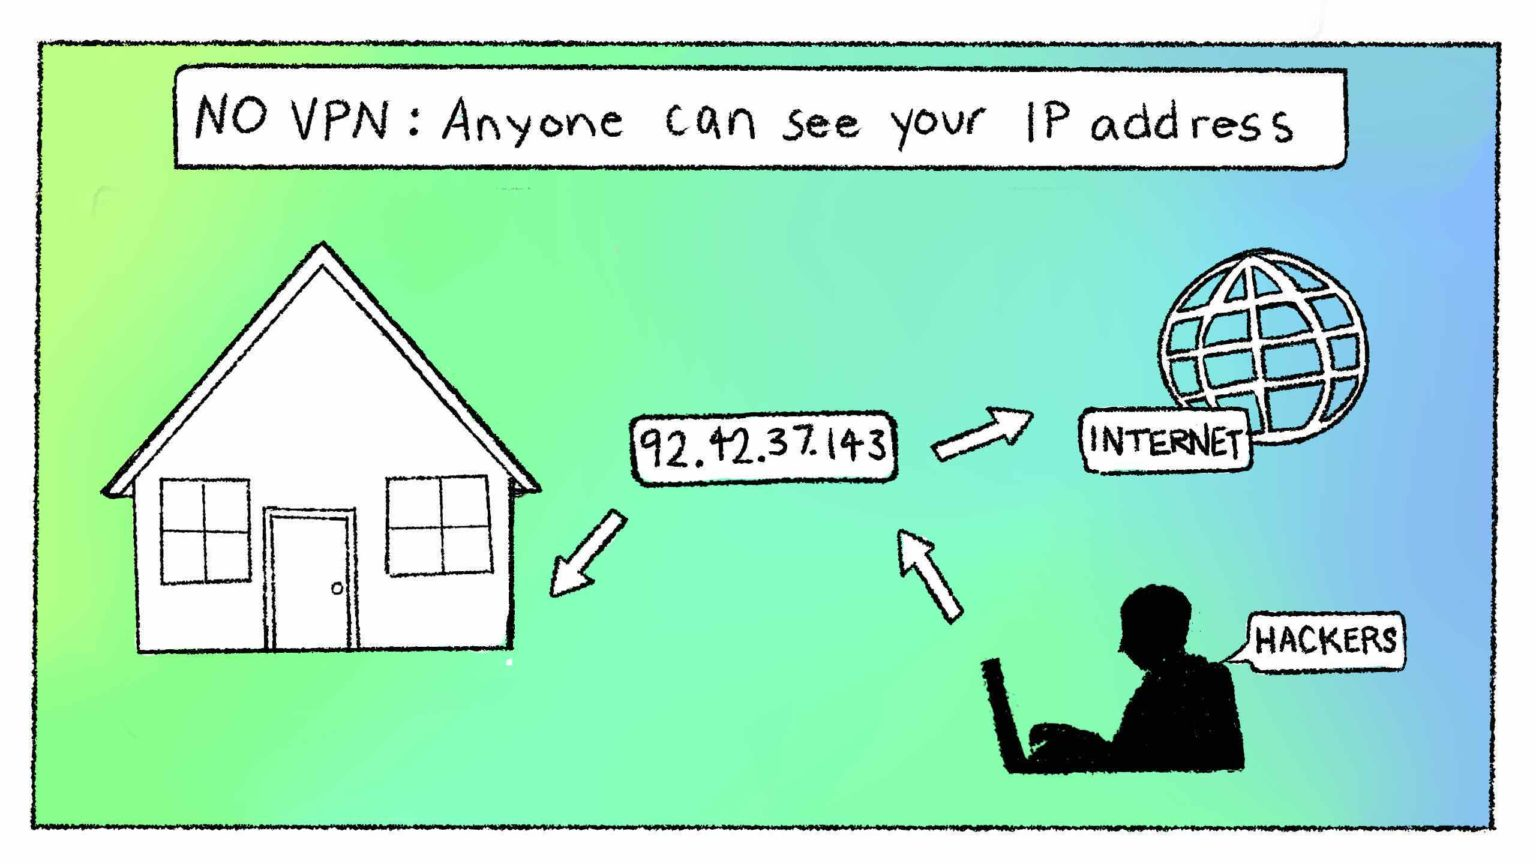 NO VPN: Anyone can see your IP address
92.42.37.143
INTERNET
HACKERS